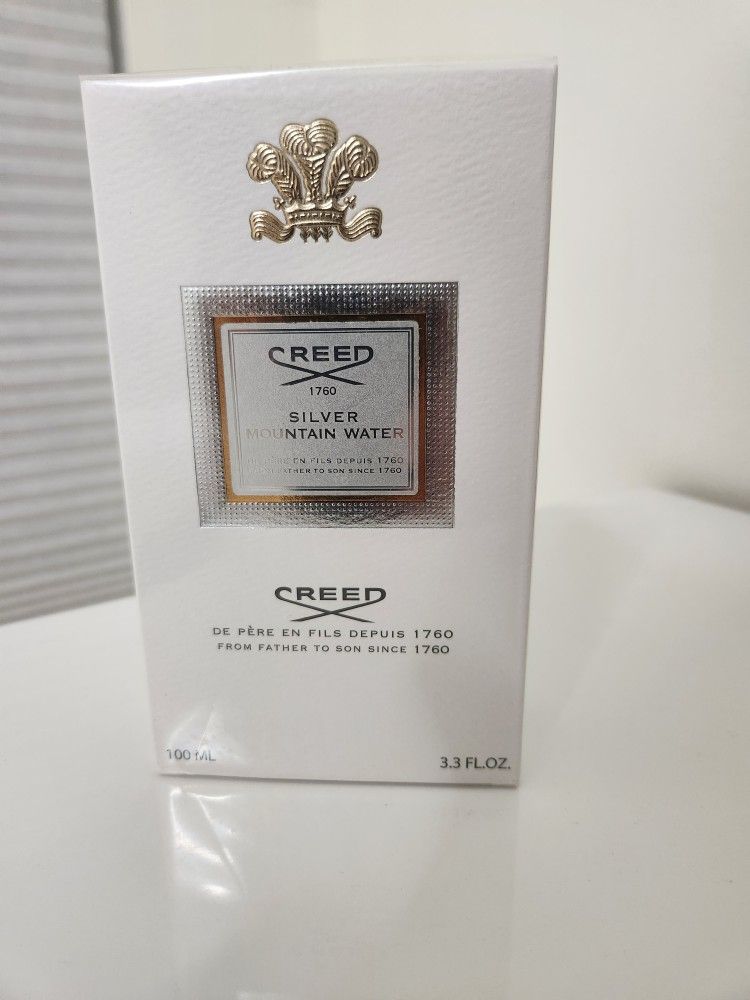 CREED
1760
SILVER
MOUNTAIN WATER
DE PÈRE EN FILS DEPUIS 1760
FROM FATHER TO SON SINCE 1760
CREED
DE PÈRE EN FILS DEPUIS 1760
FROM FATHER TO SON SINCE 1760
100 ML
3.3 FL.OZ.